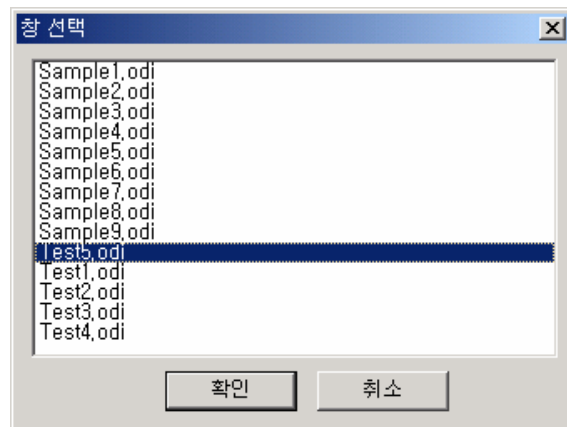 창 선택
Sample1.odi
Sample2.odi
Sample3.odi
Sample4.odi
Sample5.odi
Sample6.odi
Sample7.odi
Sample8.odi
Sample9.odi
Test5.odi
Test1.odi
Test2.odi
Test3.odi
Test4.odi
확인 취소